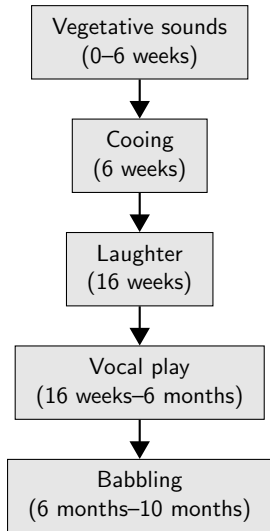 Vegetative sounds
(0–6 weeks)
Cooing
(6 weeks)
Laughter
(16 weeks)
Vocal play
(16 weeks–6 months)
Babbling
(6 months–10 months)